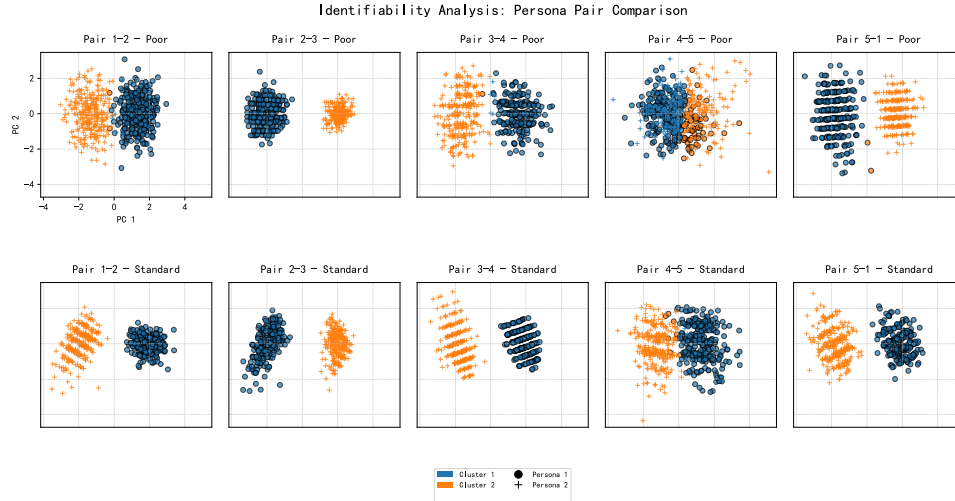 Identifiability Analysis: Persona Pair Comparison
Pair 1-2 - Poor
Pair 2-3 - Poor
Pair 3-4 - Poor
Pair 4-5 - Poor
Pair 5-1 - Poor
2
0
-2
-4
PC 2
-4
-2
0
2
4
PC 1
Pair 1-2 - Standard
Pair 2-3 - Standard
Pair 3-4 - Standard
Pair 4-5 - Standard
Pair 5-1 - Standard
Cluster 1
Cluster 2
Persona 1
Persona 2